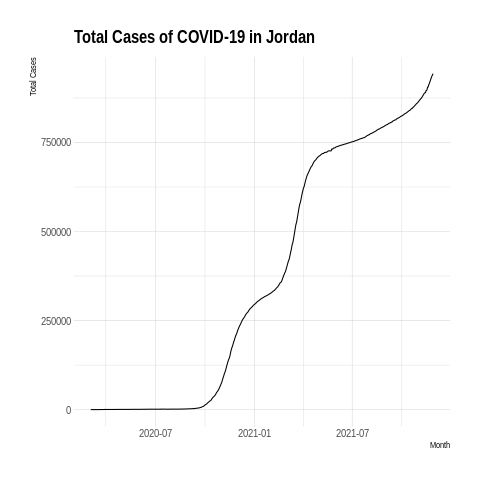 Total Cases of COVID-19 in Jordan
Total Cases
750000
500000
250000
0
2020-07 2021-01 2021-07
Month